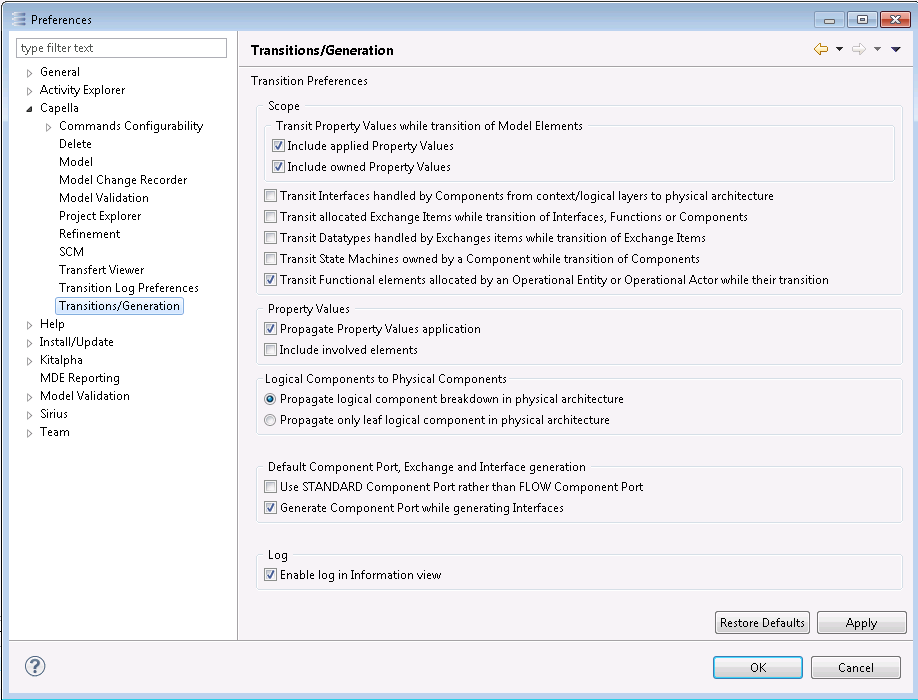 Preferences
type filter text
General
Activity Explorer
Capella
Commands Configurability
Delete
Model
Model Change Recorder
Model Validation
Project Explorer
Refinement
SCM
Transfert Viewer
Transition Log Preferences
Transitions/Generation
Help
Install/Update
Kitalpha
MDE Reporting
Model Validation
Sirius
Team
Transitions/Generation
Transition Preferences
Scope
Transit Property Values while transition of Model Elements
Include applied Property Values
Include owned Property Values
Transit Interfaces handled by Components from context/logical layers to physical architecture
Transit allocated Exchange Items while transition of Interfaces, Functions or Components
Transit Datatypes handled by Exchanges items while transition of Exchange Items
Transit State Machines owned by a Component while transition of Components
Transit Functional elements allocated by an Operational Entity or Operational Actor while their transition
Property Values
Propagate Property Values application
Include involved elements
Logical Components to Physical Components
Propagate logical component breakdown in physical architecture
Propagate only leaf logical component in physical architecture
Default Component Port, Exchange and Interface generation
Use STANDARD Component Port rather than FLOW Component Port
Generate Component Port while generating Interfaces
Log
Enable log in Information view
Restore Defaults
Apply
?
OK
Cancel